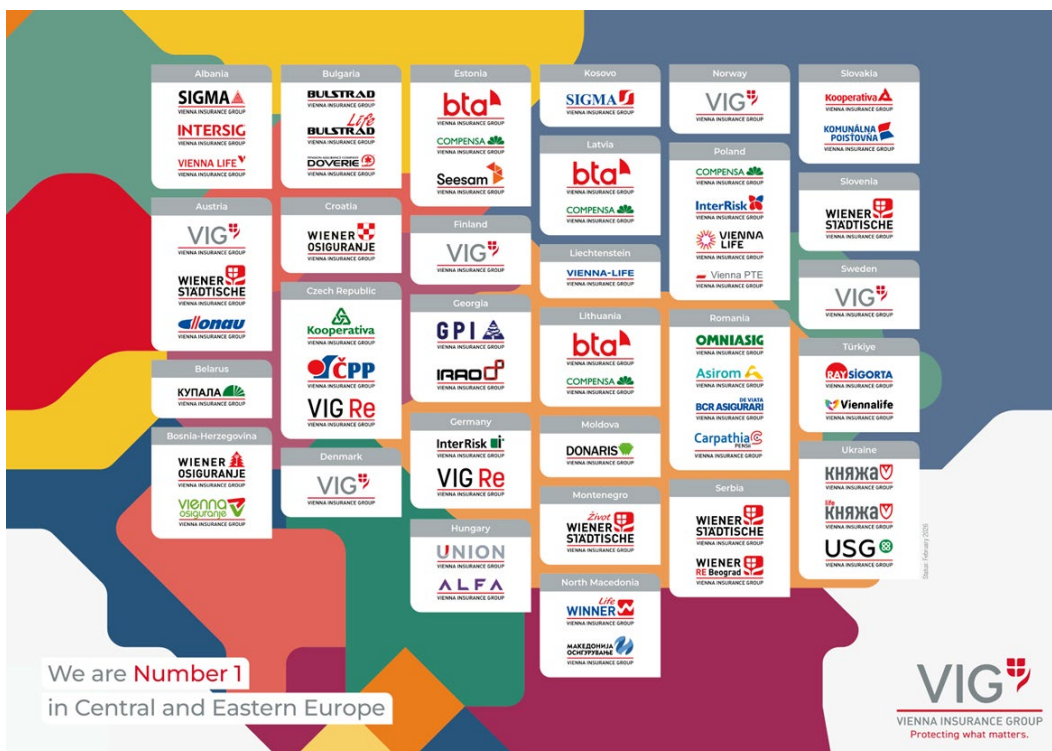 Albania
SIGMA
VIENNA INSURANCE GROUP
INTERSIG
VIENNA INSURANCE GROUP
VIENNA LIFE
VIENNA INSURANCE GROUP
Austria
VIG
VIENNA INSURANCE GROUP
WIENER
STÄDTISCHE
VIENNA INSURANCE GROUP
donau
VIENNA INSURANCE GROUP
Belarus
КУПАЛА
VIENNA INSURANCE GROUP
Bosnia-Herzegovina
WIENER
OSIGURANJE
VIENNA INSURANCE GROUP
vienna
osiguranje
VIENNA INSURANCE GROUP
Bulgaria
BULSTRAD
VIENNA INSURANCE GROUP
Life
BULSTRAD
VIENNA INSURANCE GROUP
DOVERIE
VIENNA INSURANCE GROUP
Croatia
WIENER
OSIGURANJE
VIENNA INSURANCE GROUP
Czech Republic
Kooperativa
VIENNA INSURANCE GROUP
ČPP
VIENNA INSURANCE GROUP
VIG Re
VIENNA INSURANCE GROUP
Denmark
VIG
VIENNA INSURANCE GROUP
Estonia
bta
VIENNA INSURANCE GROUP
COMPENSA
VIENNA INSURANCE GROUP
Seesam
VIENNA INSURANCE GROUP
Finland
VIG
VIENNA INSURANCE GROUP
Georgia
GPI
VIENNA INSURANCE GROUP
IRAO
VIENNA INSURANCE GROUP
Germany
InterRisk
VIENNA INSURANCE GROUP
VIG Re
VIENNA INSURANCE GROUP
Hungary
UNION
VIENNA INSURANCE GROUP
ALFA
VIENNA INSURANCE GROUP
Kosovo
SIGMA
VIENNA INSURANCE GROUP
Latvia
bta
VIENNA INSURANCE GROUP
COMPENSA
VIENNA INSURANCE GROUP
Liechtenstein
VIENNA-LIFE
VIENNA INSURANCE GROUP
Lithuania
bta
VIENNA INSURANCE GROUP
COMPENSA
VIENNA INSURANCE GROUP
Moldova
DONARIS
VIENNA INSURANCE GROUP
Montenegro
Život
WIENER
STÄDTISCHE
VIENNA INSURANCE GROUP
North Macedonia
Life
WINNER
VIENNA INSURANCE GROUP
МАКЕДОНИЈА
ОСИГУРУВАЊЕ
VIENNA INSURANCE GROUP
Norway
VIG
VIENNA INSURANCE GROUP
Poland
COMPENSA
VIENNA INSURANCE GROUP
InterRisk
VIENNA INSURANCE GROUP
VIENNA
LIFE
VIENNA INSURANCE GROUP
Vienna PTE
VIENNA INSURANCE GROUP
Romania
OMNIASIG
VIENNA INSURANCE GROUP
Asirom
VIENNA INSURANCE GROUP
DE VIATA
BCR ASIGURARI
VIENNA INSURANCE GROUP
Carpathia
PENSII
VIENNA INSURANCE GROUP
Serbia
WIENER
STÄDTISCHE
VIENNA INSURANCE GROUP
WIENER
RE Beograd
VIENNA INSURANCE GROUP
Slovakia
Kooperativa
VIENNA INSURANCE GROUP
KOMUNÁLNA
POISŤOVŇA
VIENNA INSURANCE GROUP
Slovenia
WIENER
STÄDTISCHE
VIENNA INSURANCE GROUP
Sweden
VIG
VIENNA INSURANCE GROUP
Türkiye
RAY SİGORTA
VIENNA INSURANCE GROUP
Viennalife
VIENNA INSURANCE GROUP
Ukraine
КНЯЖА
VIENNA INSURANCE GROUP
life
КНЯЖА
VIENNA INSURANCE GROUP
USG
VIENNA INSURANCE GROUP
Status: February 2026
We are Number 1
in Central and Eastern Europe
VIG
VIENNA INSURANCE GROUP
Protecting what matters.